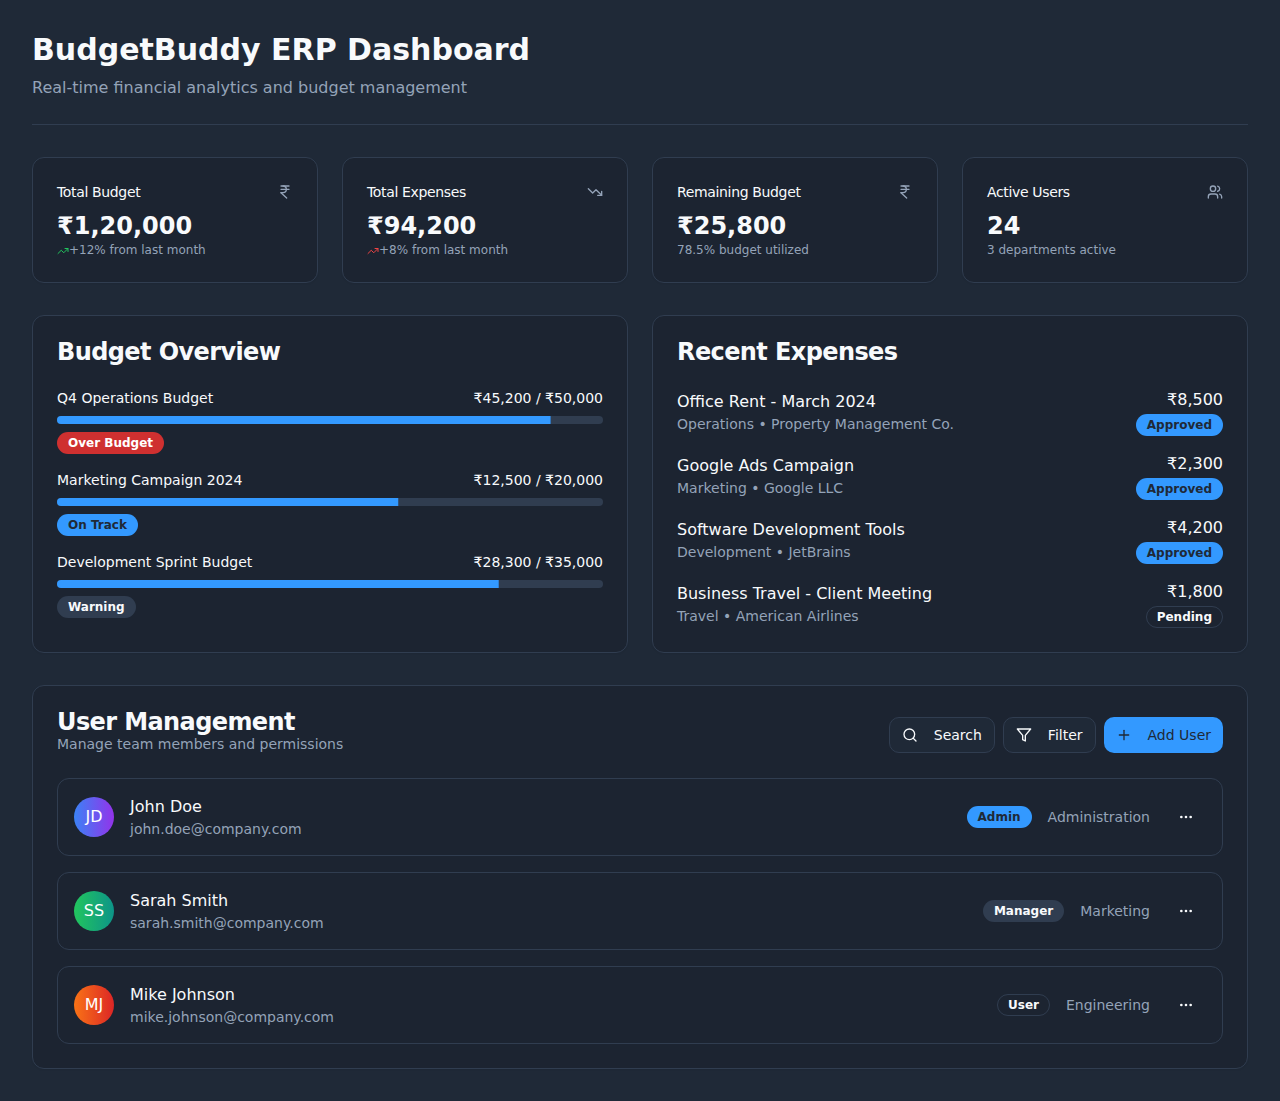 BudgetBuddy ERP Dashboard
Real-time financial analytics and budget management
Total Budget
₹1,20,000
+12% from last month
Total Expenses
₹94,200
+8% from last month
Remaining Budget
₹25,800
78.5% budget utilized
Active Users
24
3 departments active
Budget Overview
Q4 Operations Budget ₹45,200 / ₹50,000
Over Budget
Marketing Campaign 2024 ₹12,500 / ₹20,000
On Track
Development Sprint Budget ₹28,300 / ₹35,000
Warning
Recent Expenses
Office Rent - March 2024 ₹8,500
Operations • Property Management Co. Approved
Google Ads Campaign ₹2,300
Marketing • Google LLC Approved
Software Development Tools ₹4,200
Development • JetBrains Approved
Business Travel - Client Meeting ₹1,800
Travel • American Airlines Pending
User Management
Manage team members and permissions
Search Filter Add User
JD John Doe
john.doe@company.com
Admin Administration
SS Sarah Smith
sarah.smith@company.com
Manager Marketing
MJ Mike Johnson
mike.johnson@company.com
User Engineering